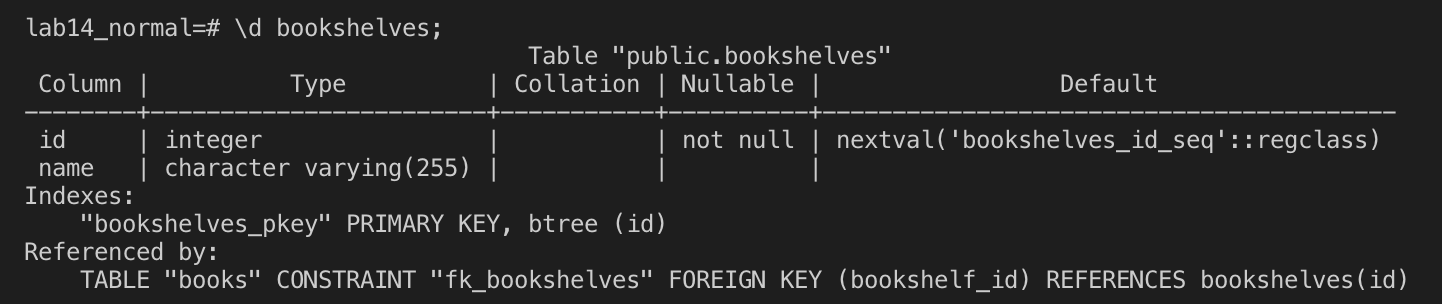 lab14_normal=# \d bookshelves;
                                    Table "public.bookshelves"
 Column |          Type          | Collation | Nullable |                 Default
--------+------------------------+-----------+----------+-----------------------------------------
 id     | integer                |           | not null | nextval('bookshelves_id_seq'::regclass)
 name   | character varying(255) |           |          |
Indexes:
    "bookshelves_pkey" PRIMARY KEY, btree (id)
Referenced by:
    TABLE "books" CONSTRAINT "fk_bookshelves" FOREIGN KEY (bookshelf_id) REFERENCES bookshelves(id)